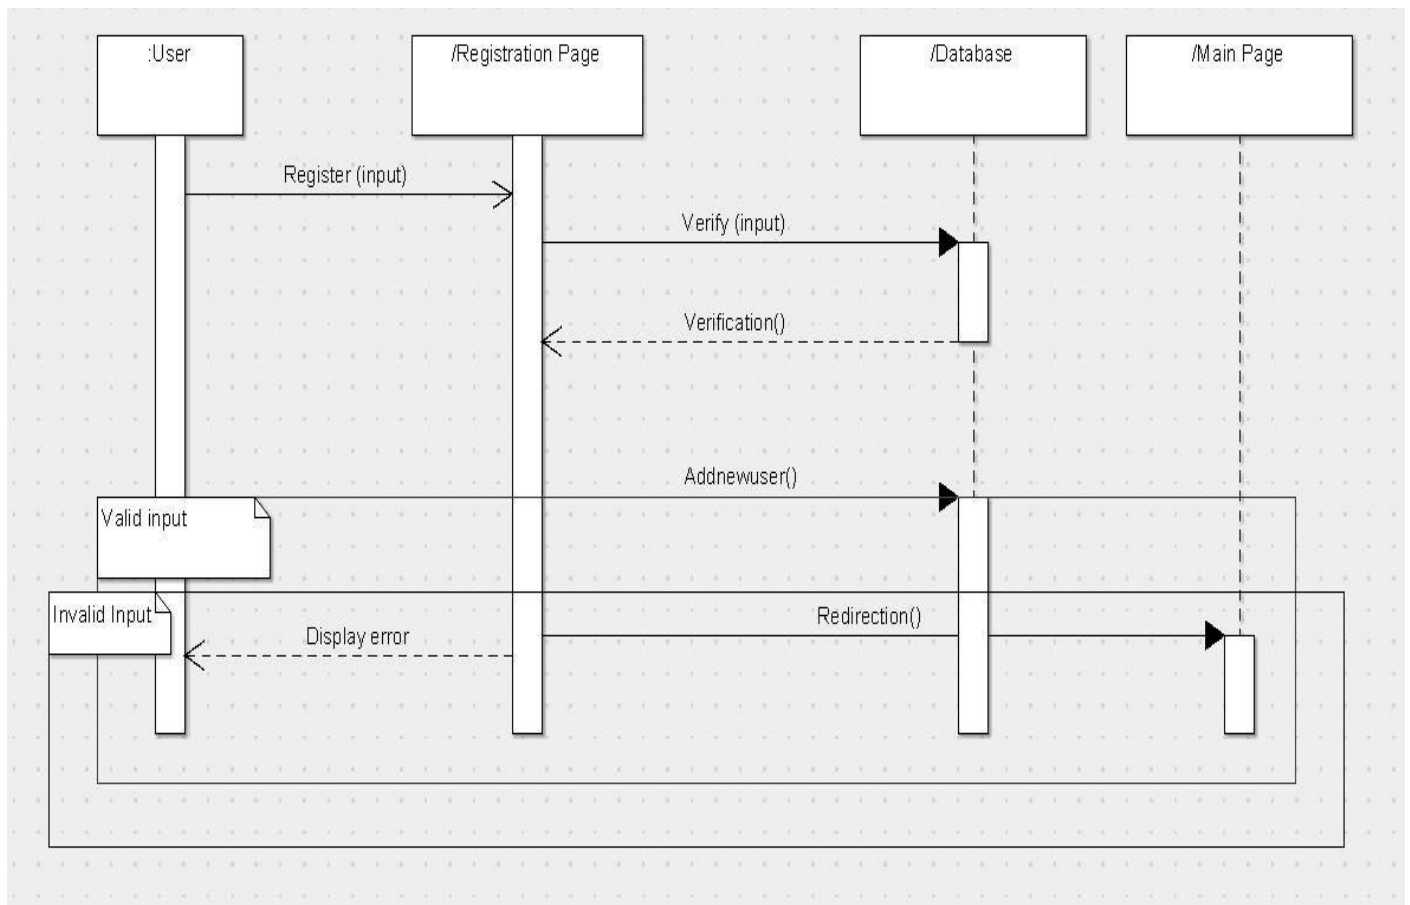 :User
/Registration Page
/Database
/Main Page
Register (input)
Verify (input)
Verification()
Addnewuser()
Valid input
Invalid Input
Redirection()
Display error